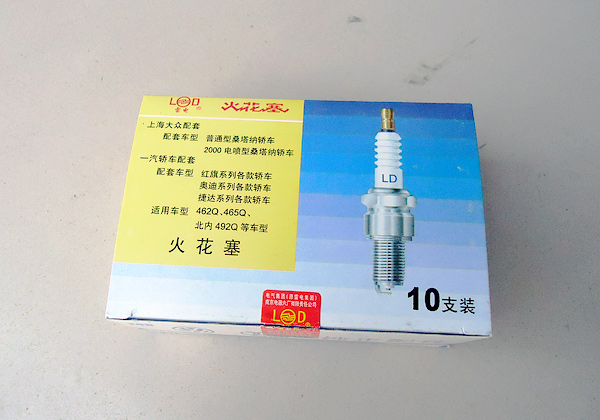 LD
雷电®
火花塞
上海大众配套
配套车型 普通型桑塔纳轿车
2000 电喷型桑塔纳轿车
一汽轿车配套
配套车型 红旗系列各款轿车
奥迪系列各款轿车
捷达系列各款轿车
适用车型 462Q、465Q、
北内 492Q 等车型
火花塞
LD
10支装
LD®